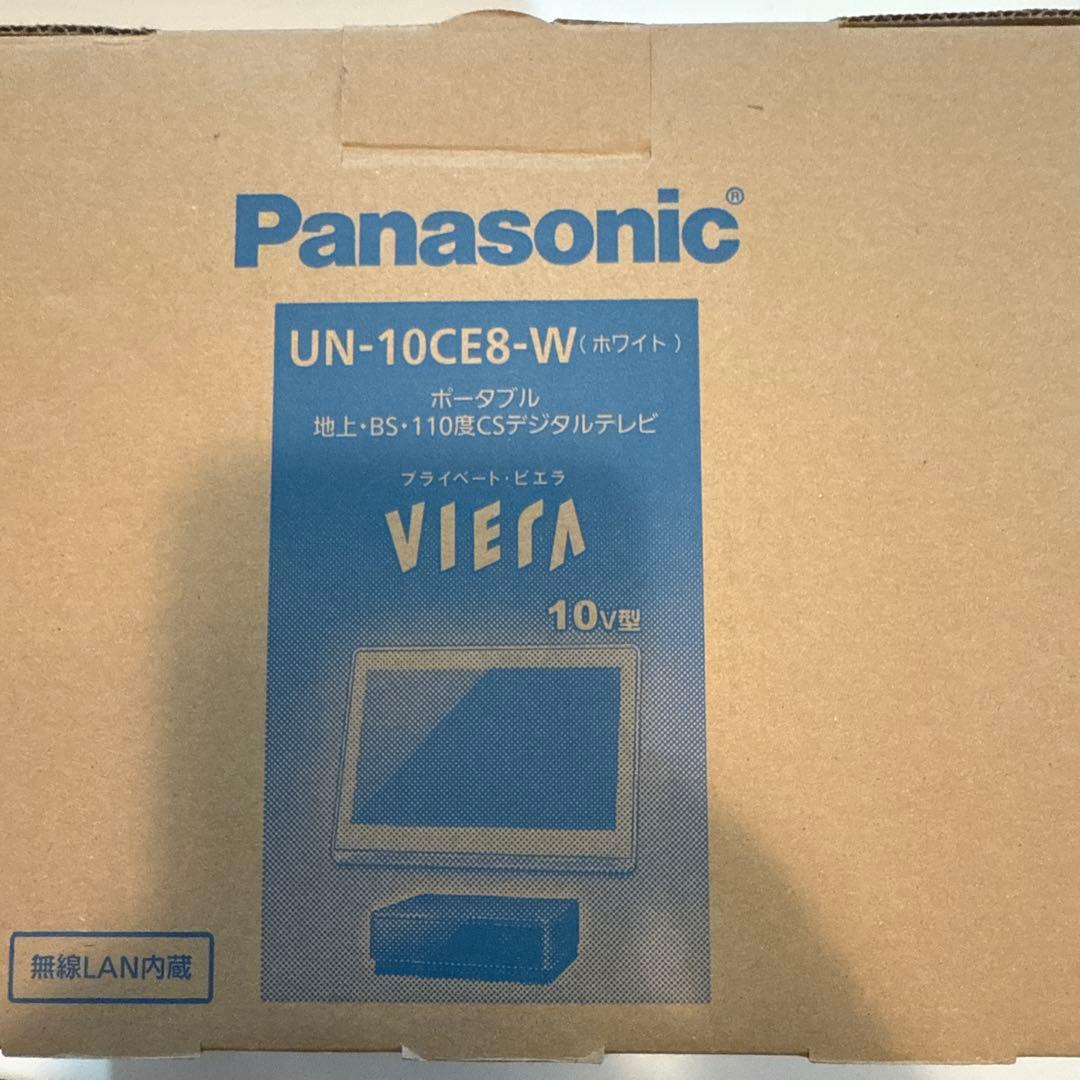 Panasonic®
UN-10CE8-W（ホワイト）
ポータブル
地上・BS・110度CSデジタルテレビ
プライベート・ビエラ
VIErA
10V型
無線LAN内蔵